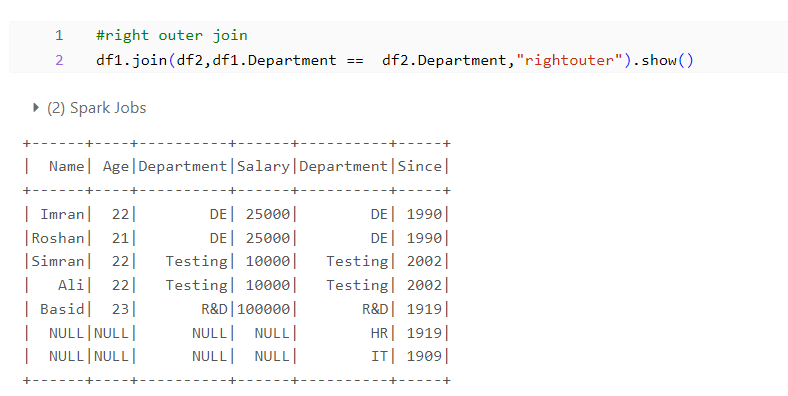 1 #right outer join
2 df1.join(df2,df1.Department ==  df2.Department,"rightouter").show()
(2) Spark Jobs
+------+----+----------+------+----------+-----+
|  Name| Age|Department|Salary|Department|Since|
+------+----+----------+------+----------+-----+
| Imran|  22|        DE| 25000|        DE| 1990|
|Roshan|  21|        DE| 25000|        DE| 1990|
|Simran|  22|   Testing| 10000|   Testing| 2002|
|   Ali|  22|   Testing| 10000|   Testing| 2002|
| Basid|  23|       R&D|100000|       R&D| 1919|
|  NULL|NULL|      NULL|  NULL|        HR| 1919|
|  NULL|NULL|      NULL|  NULL|        IT| 1909|
+------+----+----------+------+----------+-----+